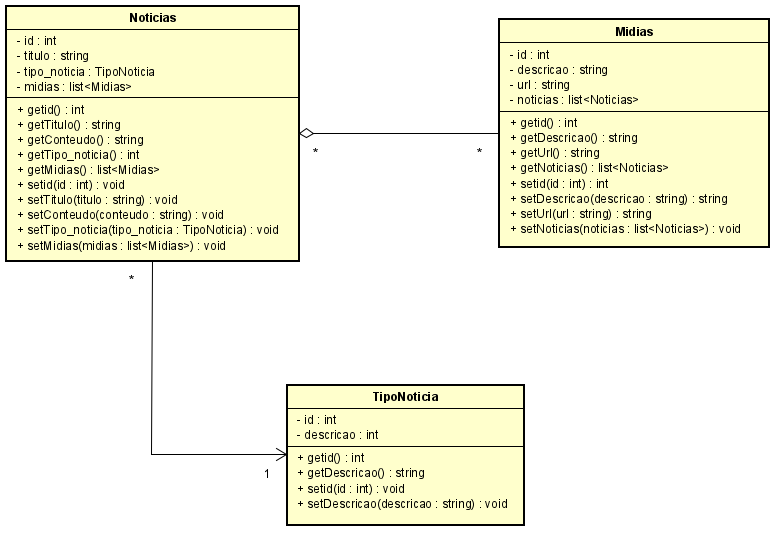 Noticias
- id : int
- titulo : string
- tipo_noticia : TipoNoticia
- midias : list<Midias>
+ getid() : int
+ getTitulo() : string
+ getConteudo() : string
+ getTipo_noticia() : int
+ getMidias() : list<Midias>
+ setid(id : int) : void
+ setTitulo(titulo : string) : void
+ setConteudo(conteudo : string) : void
+ setTipo_noticia(tipo_noticia : TipoNoticia) : void
+ setMidias(midias : list<Midias>) : void
*
*
Midias
- id : int
- descricao : string
- url : string
- noticias : list<Noticias>
+ getid() : int
+ getDescricao() : string
+ getUrl() : string
+ getNoticias() : list<Noticias>
+ setid(id : int) : int
+ setDescricao(descricao : string) : string
+ setUrl(url : string) : string
+ setNoticias(noticias : list<Noticias>) : void
*
1
TipoNoticia
- id : int
- descricao : int
+ getid() : int
+ getDescricao() : string
+ setid(id : int) : void
+ setDescricao(descricao : string) : void